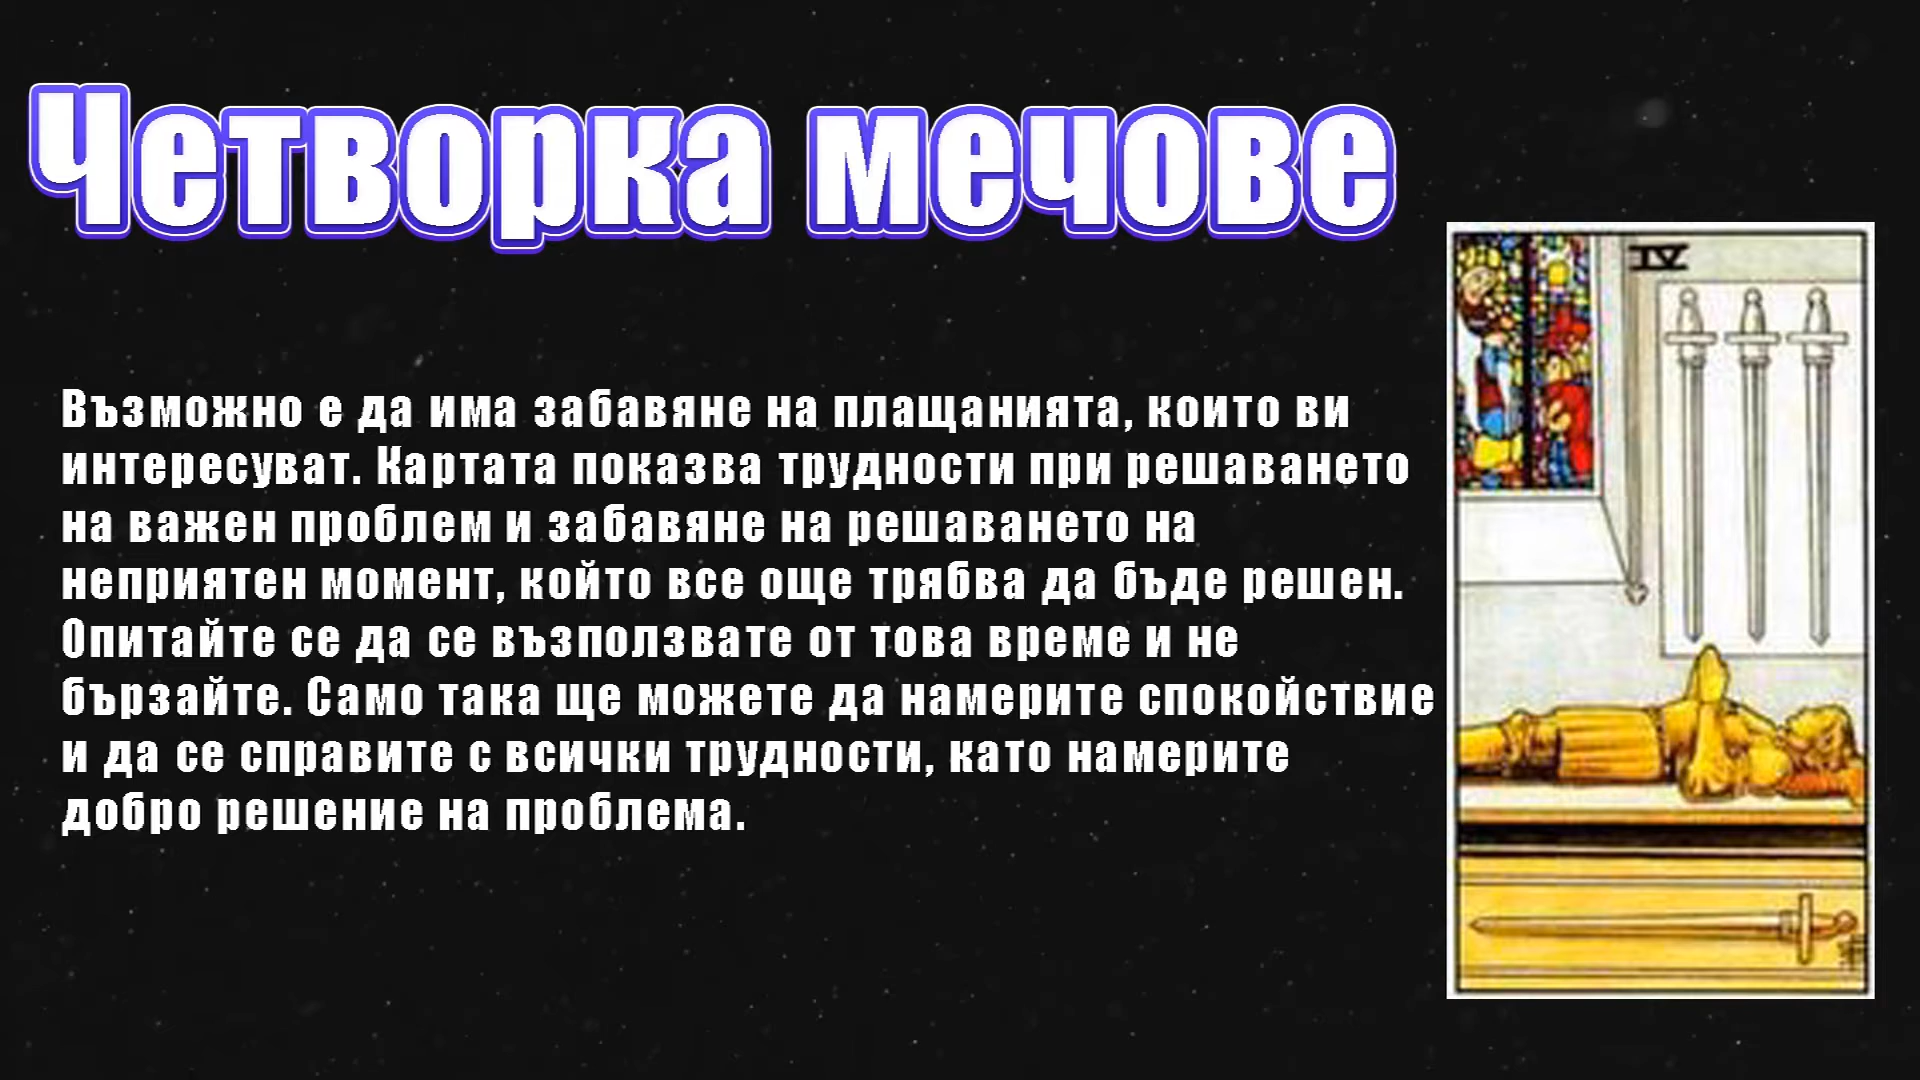 Четворка мечове
IV
Възможно е да има забавяне на плащанията, които ви
интересуват. Картата показва трудности при решаването
на важен проблем и забавяне на решаването на
неприятен момент, който все още трябва да бъде решен.
Опитайте се да се възползвате от това време и не
бързайте. Само така ще можете да намерите спокойствие
и да се справите с всички трудности, като намерите
добро решение на проблема.